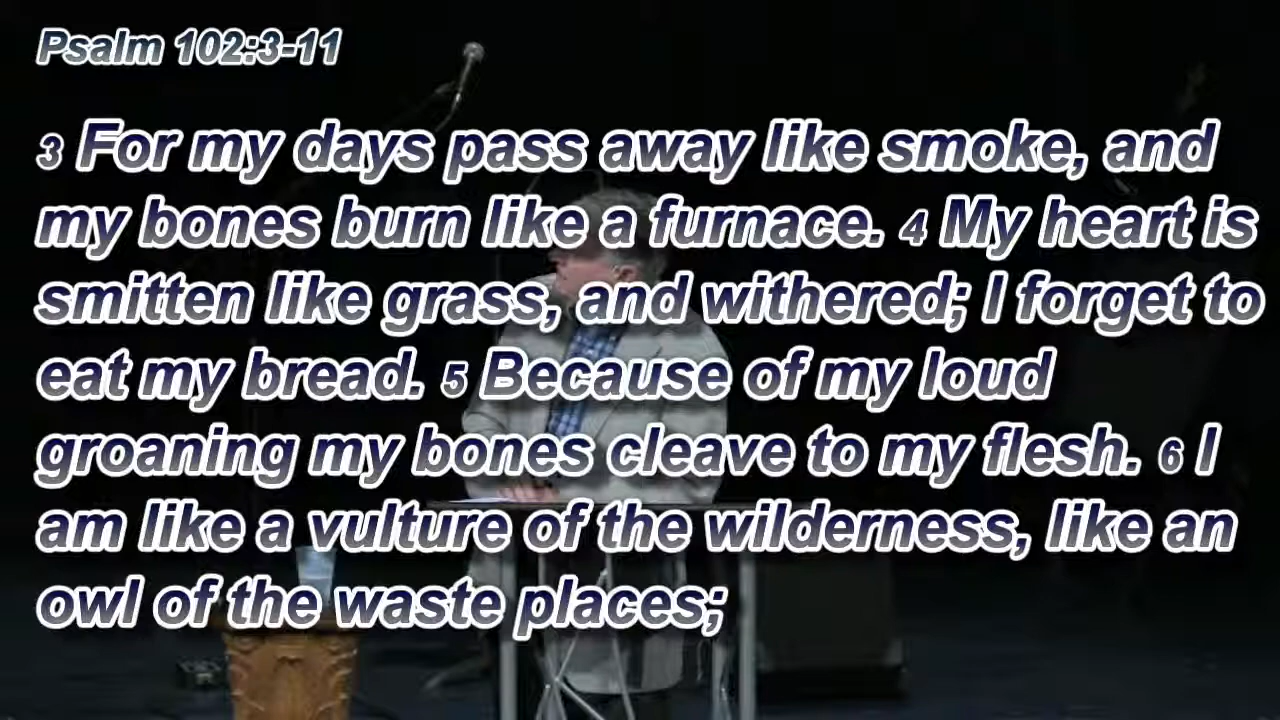 Psalm 102:3-11
3 For my days pass away like smoke, and
my bones burn like a furnace. 4 My heart is
smitten like grass, and withered; I forget to
eat my bread. 5 Because of my loud
groaning my bones cleave to my flesh. 6 I
am like a vulture of the wilderness, like an
owl of the waste places;